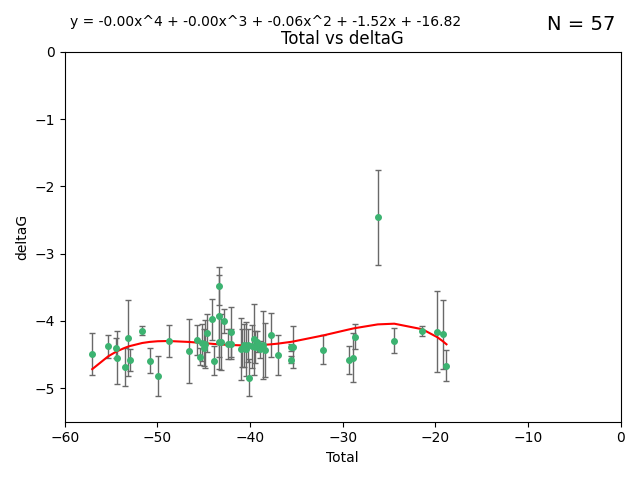 y = -0.00x^4 + -0.00x^3 + -0.06x^2 + -1.52x + -16.82
N = 57
Total vs deltaG
0
−1
−2
−3
−4
−5
deltaG
−60 −50 −40 −30 −20 −10 0
Total